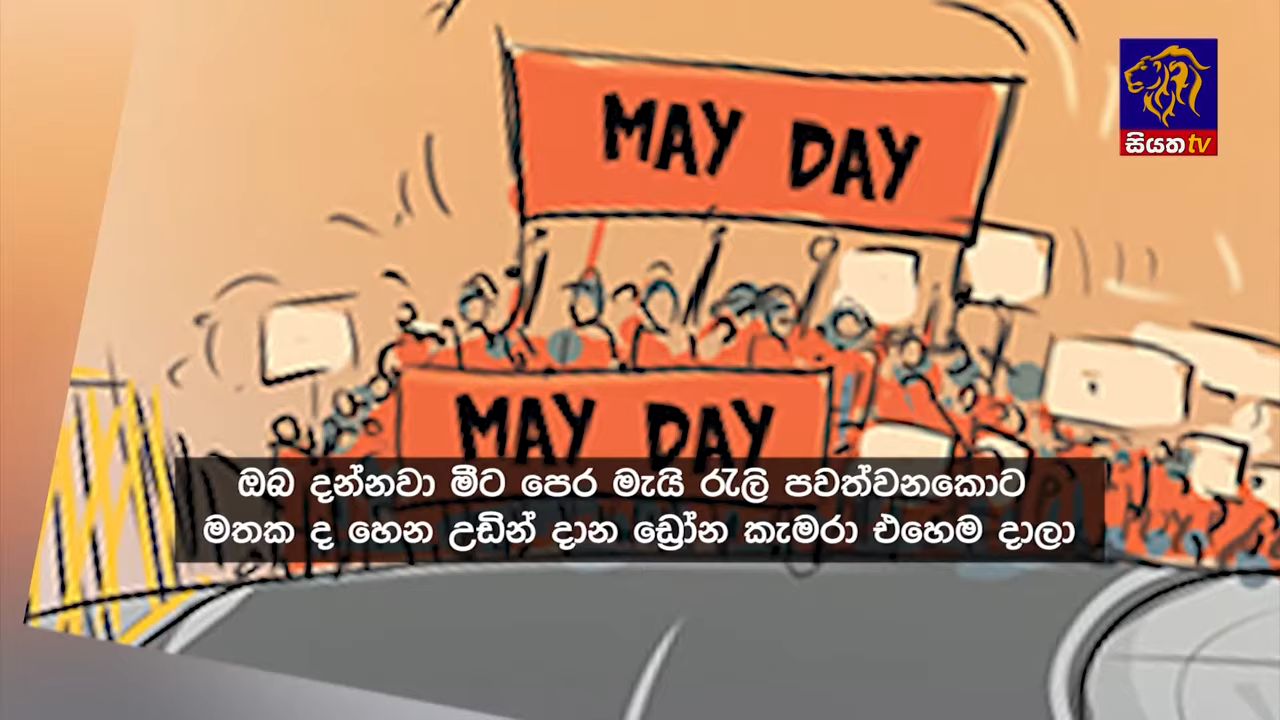 MAY DAY
සියත tv
MAY DAY
ඔබ දන්නවා මීට පෙර මැයි රැලි පවත්වනකොට
මතක ද හෙන උඩින් දාන ඩ්‍රෝන කැමරා එහෙම දාලා